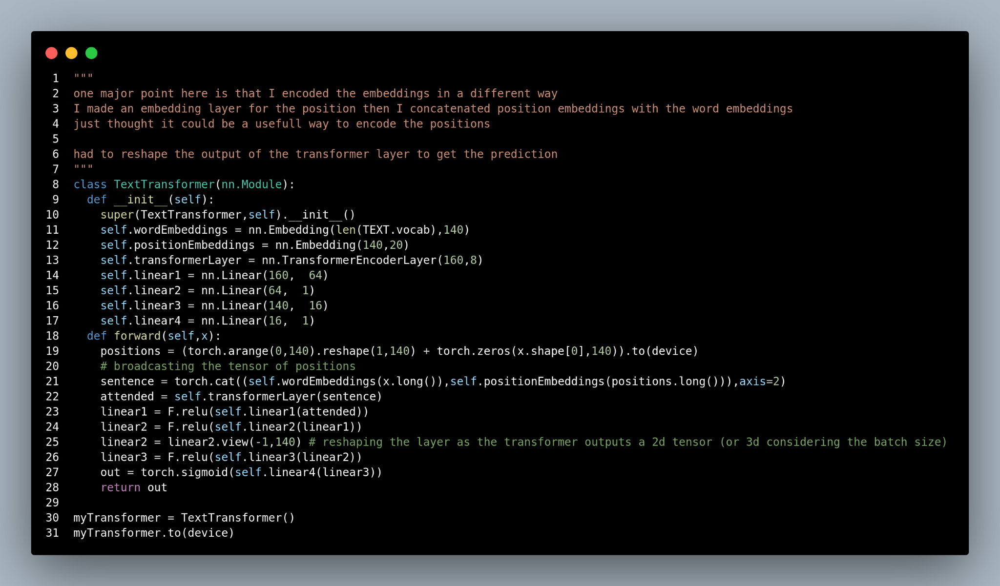 1 """
2 one major point here is that I encoded the embeddings in a different way
3 I made an embedding layer for the position then I concatenated position embeddings with the word embeddings
4 just thought it could be a usefull way to encode the positions
5
6 had to reshape the output of the transformer layer to get the prediction
7 """
8 class TextTransformer(nn.Module):
9   def __init__(self):
10     super(TextTransformer,self).__init__()
11     self.wordEmbeddings = nn.Embedding(len(TEXT.vocab),140)
12     self.positionEmbeddings = nn.Embedding(140,20)
13     self.transformerLayer = nn.TransformerEncoderLayer(160,8)
14     self.linear1 = nn.Linear(160,  64)
15     self.linear2 = nn.Linear(64,  1)
16     self.linear3 = nn.Linear(140,  16)
17     self.linear4 = nn.Linear(16,  1)
18   def forward(self,x):
19     positions = (torch.arange(0,140).reshape(1,140) + torch.zeros(x.shape[0],140)).to(device)
20     # broadcasting the tensor of positions
21     sentence = torch.cat((self.wordEmbeddings(x.long()),self.positionEmbeddings(positions.long())),axis=2)
22     attended = self.transformerLayer(sentence)
23     linear1 = F.relu(self.linear1(attended))
24     linear2 = F.relu(self.linear2(linear1))
25     linear2 = linear2.view(-1,140) # reshaping the layer as the transformer outputs a 2d tensor (or 3d considering the batch size)
26     linear3 = F.relu(self.linear3(linear2))
27     out = torch.sigmoid(self.linear4(linear3))
28     return out
29
30 myTransformer = TextTransformer()
31 myTransformer.to(device)